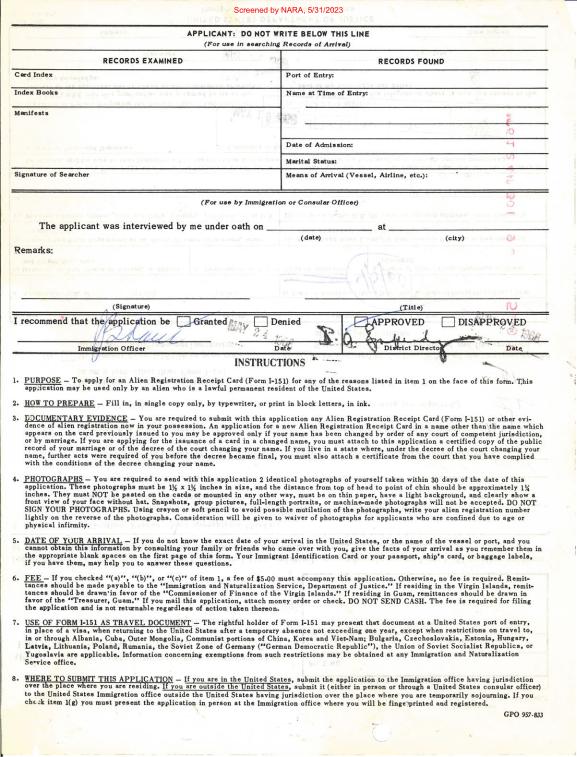 Screened by NARA, 5/31/2023
APPLICANT: DO NOT WRITE BELOW THIS LINE
(For use in searching Records of Arrival)
RECORDS EXAMINED
RECORDS FOUND
Card Index
Port of Entry:
Index Books
Name at Time of Entry:
Manifests
Date of Admission:
Marital Status:
Signature of Searcher
Means of Arrival (Vessel, Airline, etc.):
(For use by Immigration or Consular Officer)
The applicant was interviewed by me under oath on at
(date) (city)
Remarks:
(Signature) (Title)
I recommend that the application be Granted Denied APPROVED DISAPPROVED
Immigration Officer Date District Director Date
INSTRUCTIONS
1. PURPOSE — To apply for an Alien Registration Receipt Card (Form I-151) for any of the reasons listed in item 1 on the face of this form. This
application may be used only by an alien who is a lawful permanent resident of the United States.
2. HOW TO PREPARE — Fill in, in single copy only, by typewriter, or print in block letters, in ink.
3. DOCUMENTARY EVIDENCE — You are required to submit with this application any Alien Registration Receipt Card (Form I-151) or other evi-
dence of alien registration now in your possession. An application for a new Alien Registration Receipt Card in a name other than the name which
appears on the card previously issued to you may be approved only if your name has been changed by order of any court of competent jurisdiction,
or by marriage. If you are applying for the issuance of a card in a changed name, you must attach to this application a certified copy of the public
record of your marriage or of the decree of the court changing your name. If you live in a state where, under the decree of the court changing your
name, further acts were required of you before the decree became final, you must also attach a certificate from the court that you have complied
with the conditions of the decree changing your name.
4. PHOTOGRAPHS — You are required to send with this application 2 identical photographs of yourself taken within 30 days of the date of this
application. These photographs must be 1½ x 1½ inches in size, and the distance from top of head to point of chin should be approximately 1¼
inches. They must NOT be pasted on the cards or mounted in any other way, must be on thin paper, have a light background, and clearly show a
front view of your face without hat. Snapshots, group pictures, full-length portraits, or machine-made photographs will not be accepted. DO NOT
SIGN YOUR PHOTOGRAPHS. Using crayon or soft pencil to avoid possible mutilation of the photographs, write your alien registration number
lightly on the reverse of the photographs. Consideration will be given to waiver of photographs for applicants who are confined due to age or
physical infirmity.
5. DATE OF YOUR ARRIVAL — If you do not know the exact date of your arrival in the United States, or the name of the vessel or port, and you
cannot obtain this information by consulting your family or friends who came over with you, give the facts of your arrival as you remember them in
the appropriate blank spaces on the first page of this form. Your Immigrant Identification Card or your passport, ship's card, or baggage labels,
if you have them, may help you to answer these questions.
6. FEE — If you checked "(a)", "(b)", or "(c)" of item 1, a fee of $5.00 must accompany this application. Otherwise, no fee is required. Remit-
tances should be made payable to the "Immigration and Naturalization Service, Department of Justice." If residing in the Virgin Islands, remit-
tances should be drawn in favor of the "Commissioner of Finance of the Virgin Islands." If residing in Guam, remittances should be drawn in
favor of the "Treasurer, Guam." If you mail this application, attach money order or check. DO NOT SEND CASH. The fee is required for filing
the application and is not returnable regardless of action taken thereon.
7. USE OF FORM I-151 AS TRAVEL DOCUMENT — The rightful holder of Form I-151 may present that document at a United States port of entry,
in place of a visa, when returning to the United States after a temporary absence not exceeding one year, except when restrictions on travel to,
in or through Albania, Cuba, Outer Mongolia, Communist portions of China, Korea and Viet-Nam; Bulgaria, Czechoslovakia, Estonia, Hungary,
Latvia, Lithuania, Poland, Rumania, the Soviet Zone of Germany ("German Democratic Republic"), the Union of Soviet Socialist Republics, or
Yugoslavia are applicable. Information concerning exemptions from such restrictions may be obtained at any Immigration and Naturalization
Service office.
8. WHERE TO SUBMIT THIS APPLICATION — If you are in the United States, submit the application to the Immigration office having jurisdiction
over the place where you are residing. If you are outside the United States, submit it (either in person or through a United States consular officer)
to the United States Immigration office outside the United States having jurisdiction over the place where you are temporarily sojourning. If you
check item 1(g) you must present the application in person at the Immigration office where you will be fingerprinted and registered.
GPO 957-833